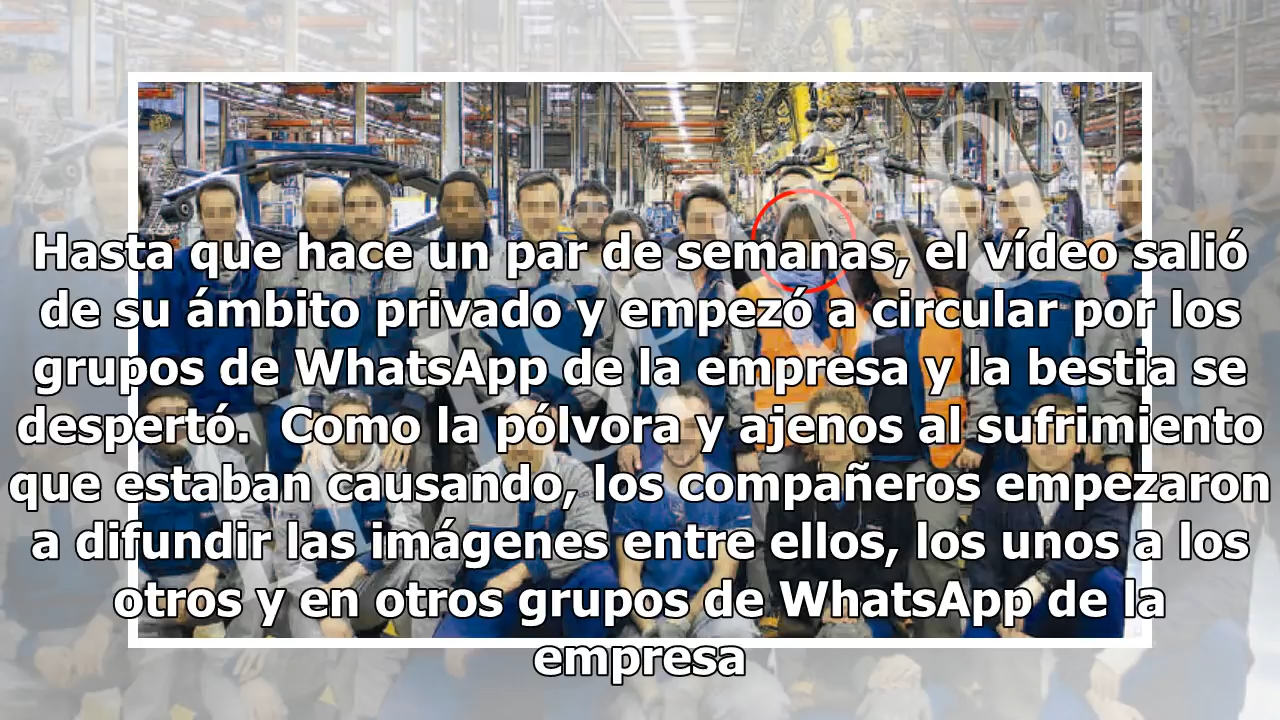 Hasta que hace un par de semanas, el vídeo salió
de su ámbito privado y empezó a circular por los
grupos de WhatsApp de la empresa y la bestia se
despertó.  Como la pólvora y ajenos al sufrimiento
que estaban causando, los compañeros empezaron
a difundir las imágenes entre ellos, los unos a los
otros y en otros grupos de WhatsApp de la
empresa